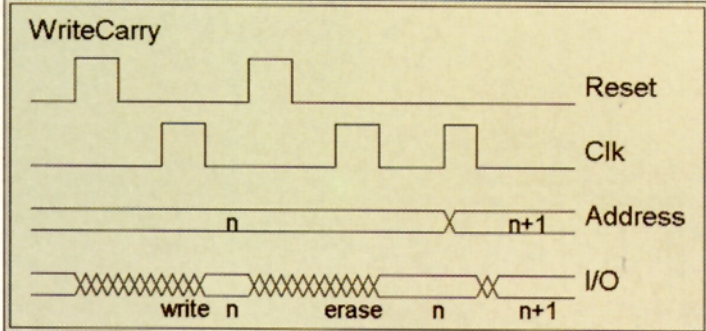 WriteCarry
Reset
Clk
n n+1 Address
I/O
write n erase n n+1